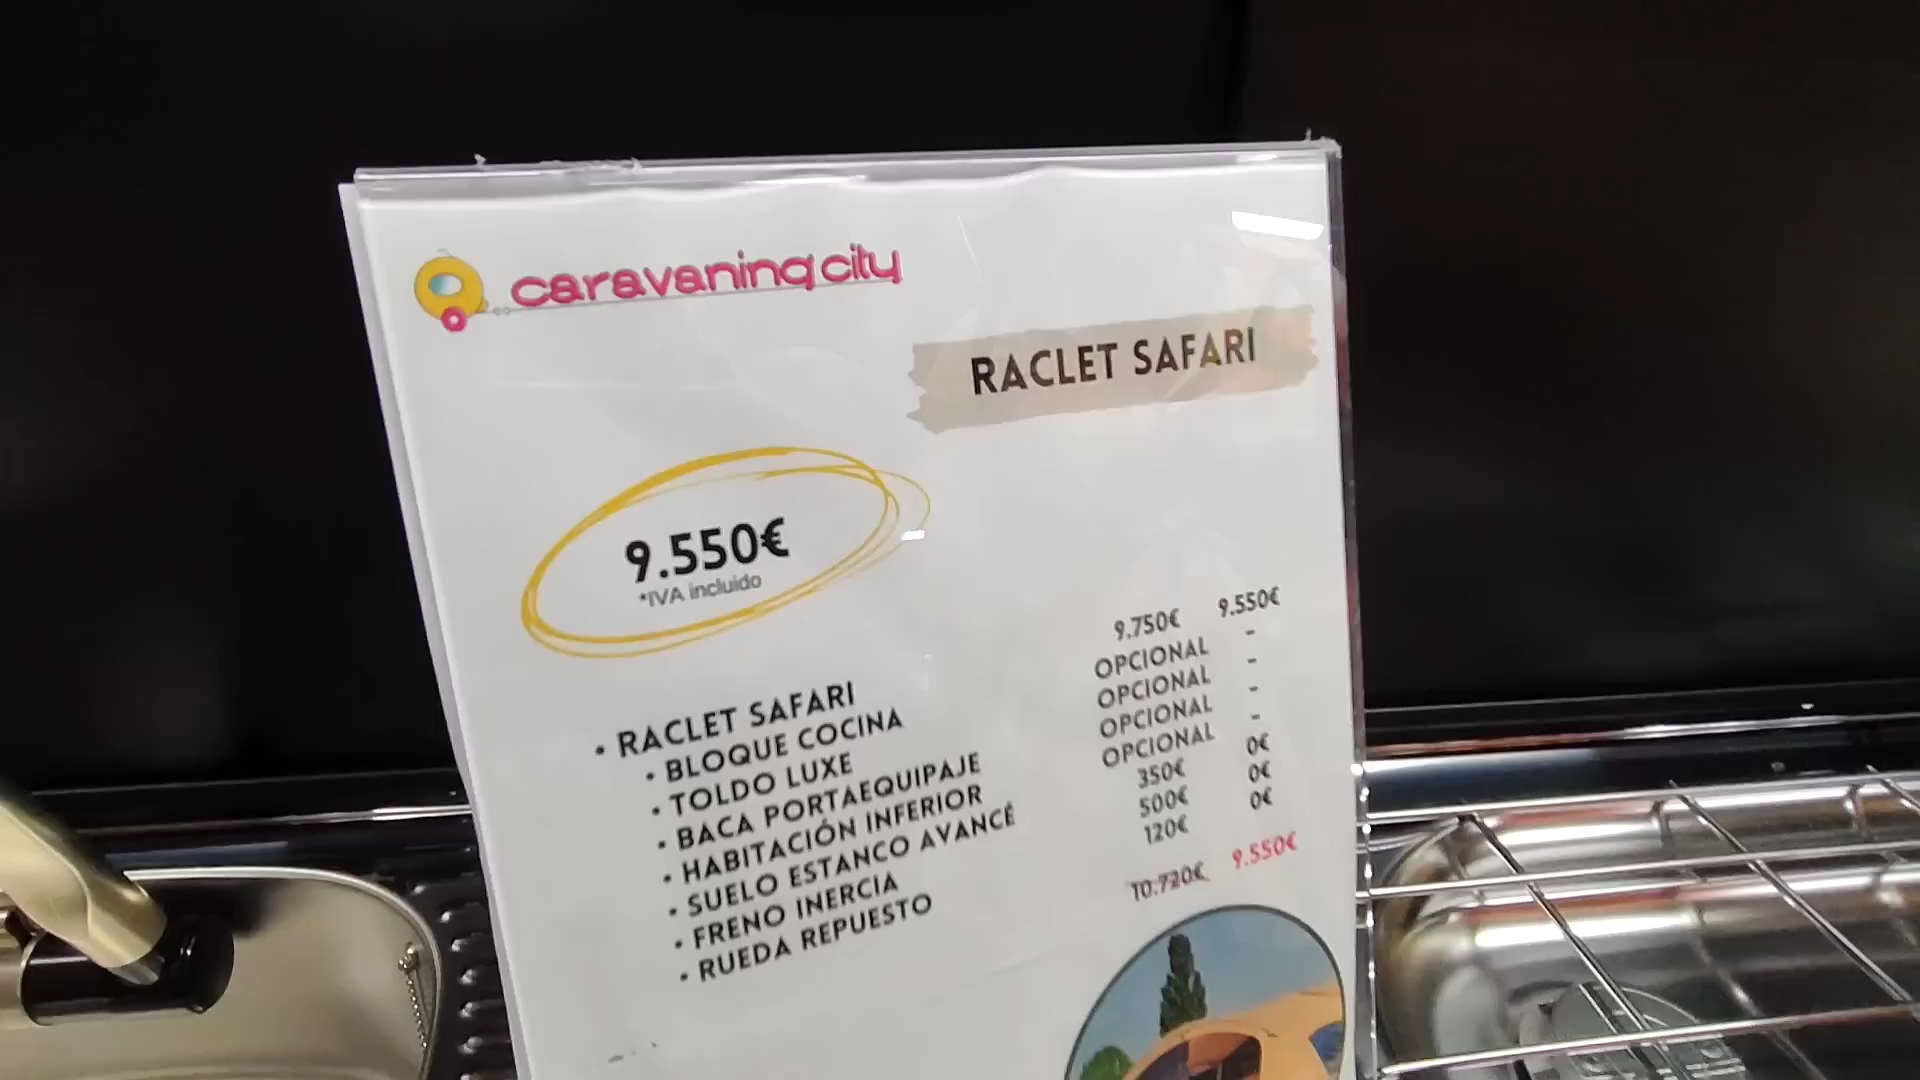 caravaning city
RACLET SAFARI
9.550€
*IVA incluido
• RACLET SAFARI 9.750€ 9.550€
• BLOQUE COCINA OPCIONAL -
• TOLDO LUXE OPCIONAL -
• BACA PORTAEQUIPAJE OPCIONAL -
• HABITACIÓN INFERIOR OPCIONAL -
• SUELO ESTANCO AVANCÉ 350€ 0€
• FRENO INERCIA 500€ 0€
• RUEDA REPUESTO 120€ 0€
10.720€ 9.550€